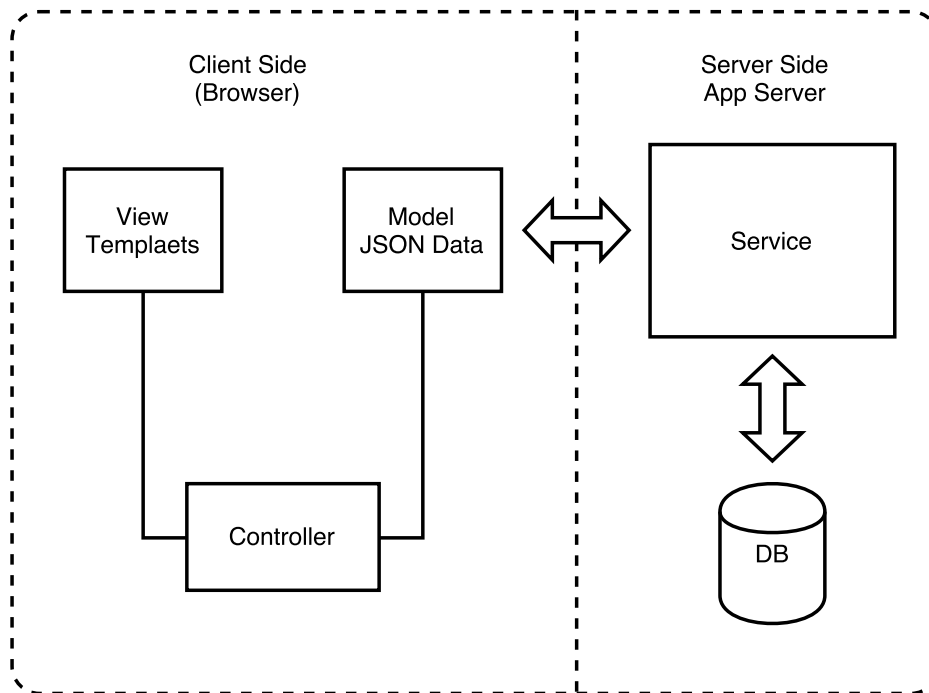 Client Side
(Browser)
Server Side
App Server
View
Templaets
Model
JSON Data
Service
Controller
DB